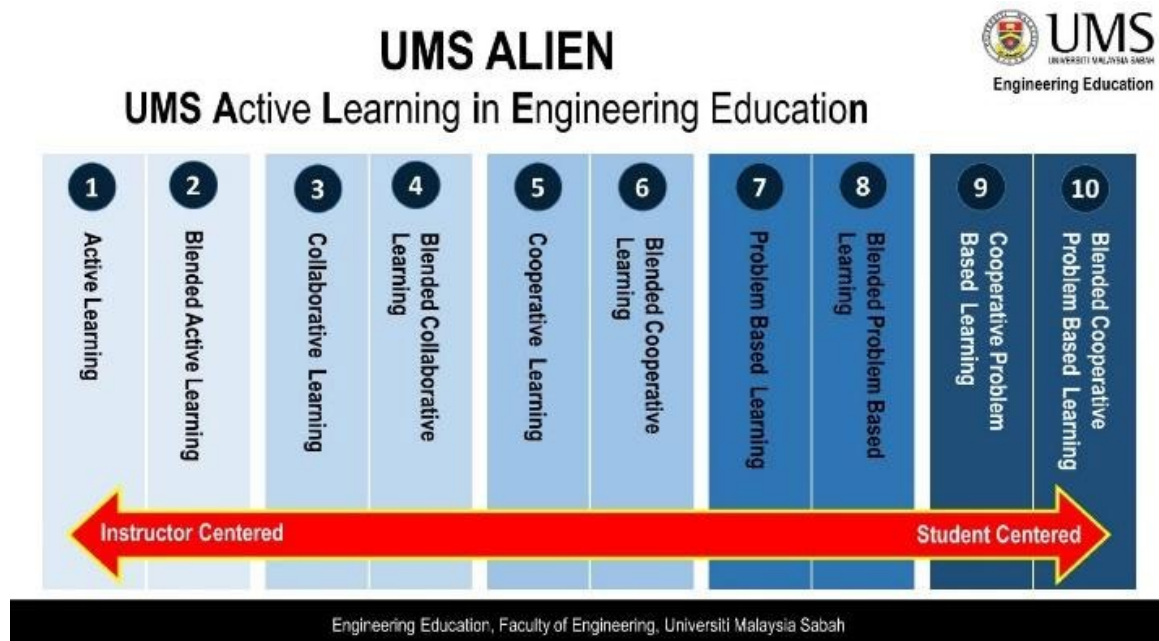 UMS ALIEN
UMS Active Learning in Engineering Education
UMS
UNIVERSITI MALAYSIA SABAH
Engineering Education
1
Active Learning
2
Blended Active Learning
3
Collaborative Learning
4
Blended Collaborative
Learning
5
Cooperative Learning
6
Blended Cooperative
Learning
7
Problem Based Learning
8
Blended Problem Based
Learning
9
Cooperative Problem
Based Learning
10
Blended Cooperative
Problem Based Learning
Instructor Centered
Student Centered
Engineering Education, Faculty of Engineering, Universiti Malaysia Sabah